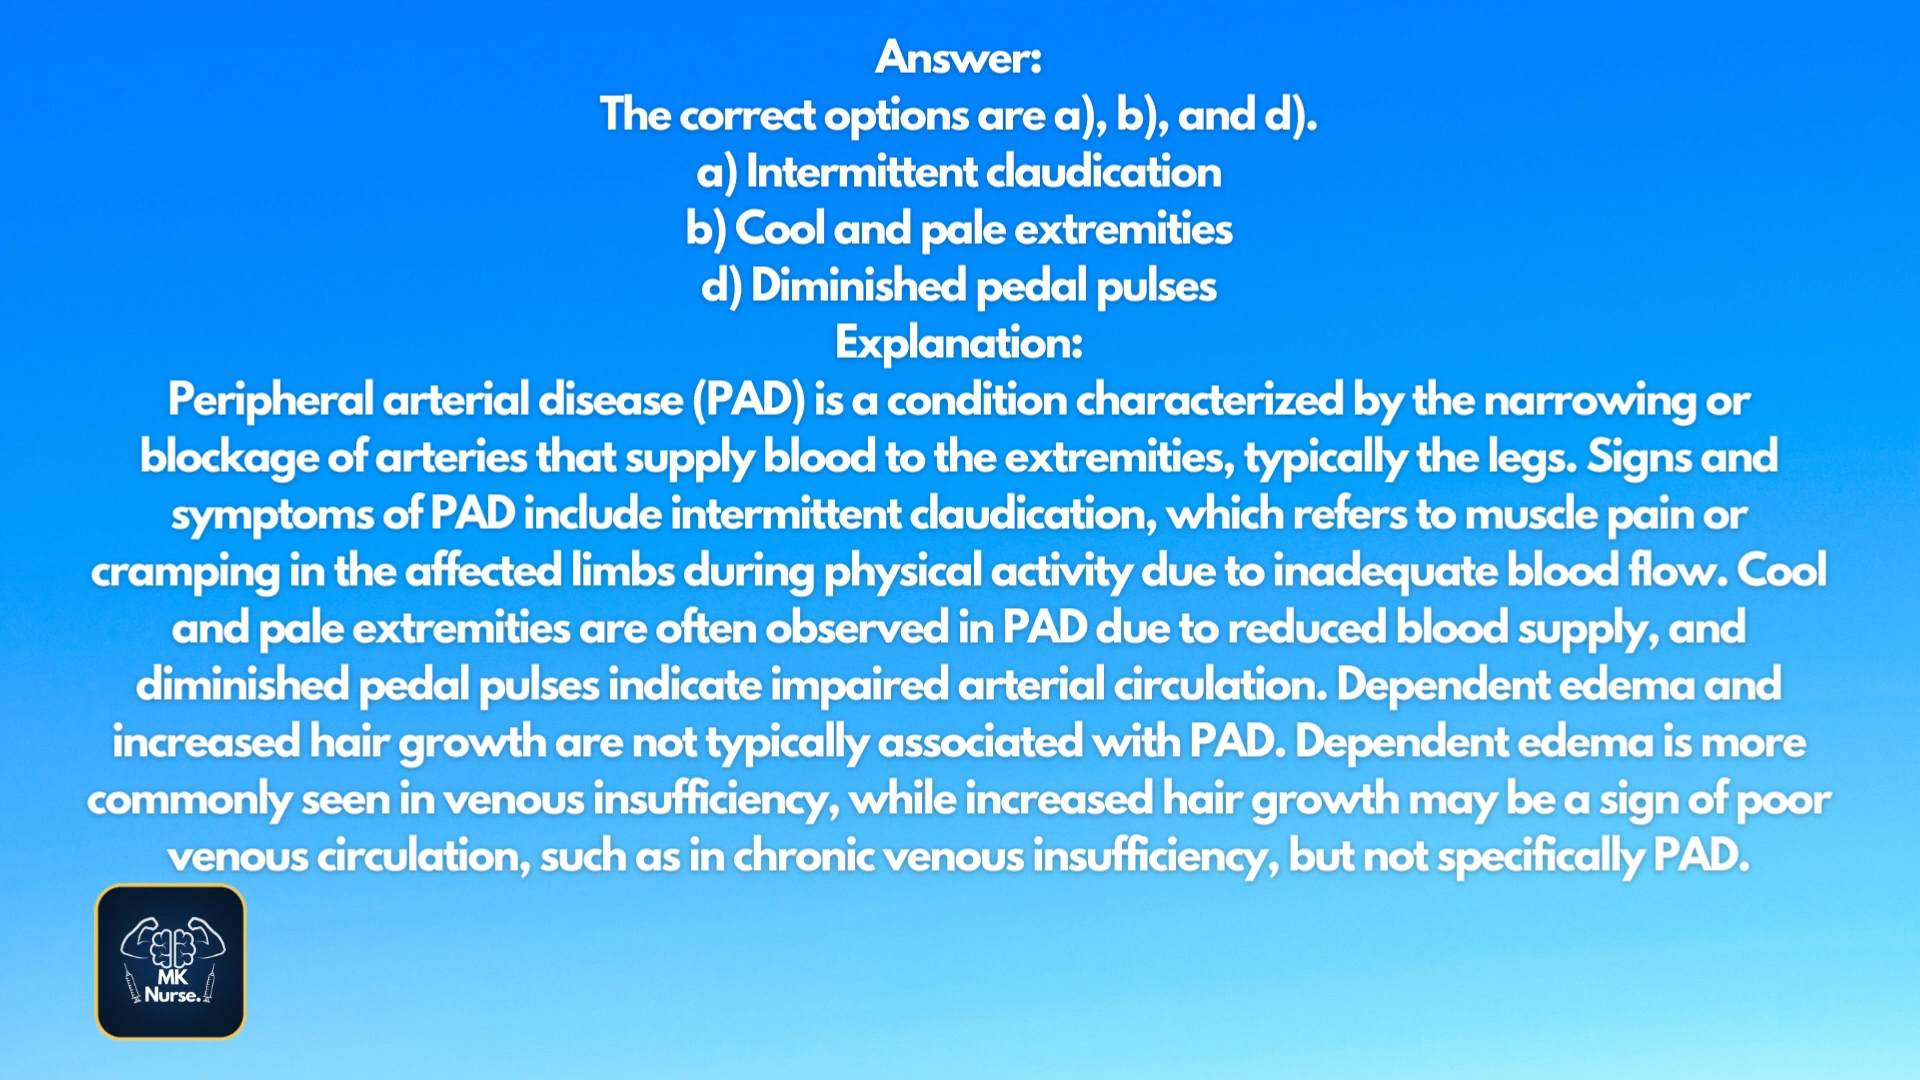 Answer:
The correct options are a), b), and d).
a) Intermittent claudication
b) Cool and pale extremities
d) Diminished pedal pulses
Explanation:
Peripheral arterial disease (PAD) is a condition characterized by the narrowing or
blockage of arteries that supply blood to the extremities, typically the legs. Signs and
symptoms of PAD include intermittent claudication, which refers to muscle pain or
cramping in the affected limbs during physical activity due to inadequate blood flow. Cool
and pale extremities are often observed in PAD due to reduced blood supply, and
diminished pedal pulses indicate impaired arterial circulation. Dependent edema and
increased hair growth are not typically associated with PAD. Dependent edema is more
commonly seen in venous insufficiency, while increased hair growth may be a sign of poor
venous circulation, such as in chronic venous insufficiency, but not specifically PAD.
MK
Nurse.